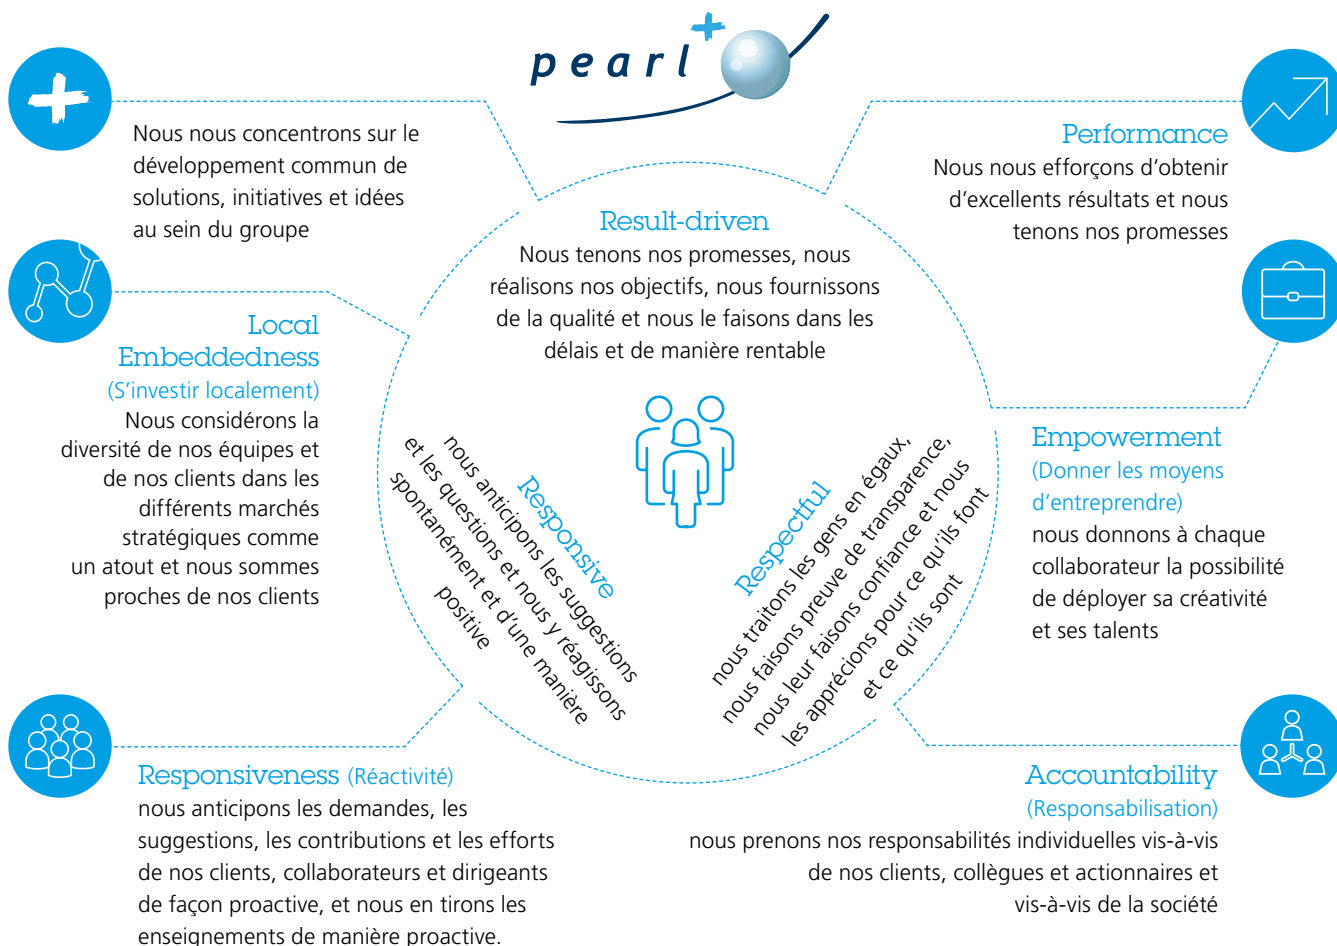 pearl+
Nous nous concentrons sur le
développement commun de
solutions, initiatives et idées
au sein du groupe
Performance
Nous nous efforçons d’obtenir
d’excellents résultats et nous
tenons nos promesses
Result-driven
Nous tenons nos promesses, nous
réalisons nos objectifs, nous fournissons
de la qualité et nous le faisons dans les
délais et de manière rentable
Local
Embeddedness
(S’investir localement)
Nous considérons la
diversité de nos équipes et
de nos clients dans les
différents marchés
stratégiques comme
un atout et nous sommes
proches de nos clients
Responsive
nous anticipons les suggestions
et les questions et nous y réagissons
spontanément et d’une manière
positive
Respectful
nous traitons les gens en égaux,
nous faisons preuve de transparence,
nous leur faisons confiance et nous
les apprécions pour ce qu’ils font
et ce qu’ils sont
Empowerment
(Donner les moyens
d’entreprendre)
nous donnons à chaque
collaborateur la possibilité
de déployer sa créativité
et ses talents
Responsiveness (Réactivité)
nous anticipons les demandes, les
suggestions, les contributions et les efforts
de nos clients, collaborateurs et dirigeants
de façon proactive, et nous en tirons les
enseignements de manière proactive.
Accountability
(Responsabilisation)
nous prenons nos responsabilités individuelles vis-à-vis
de nos clients, collègues et actionnaires et
vis-à-vis de la société